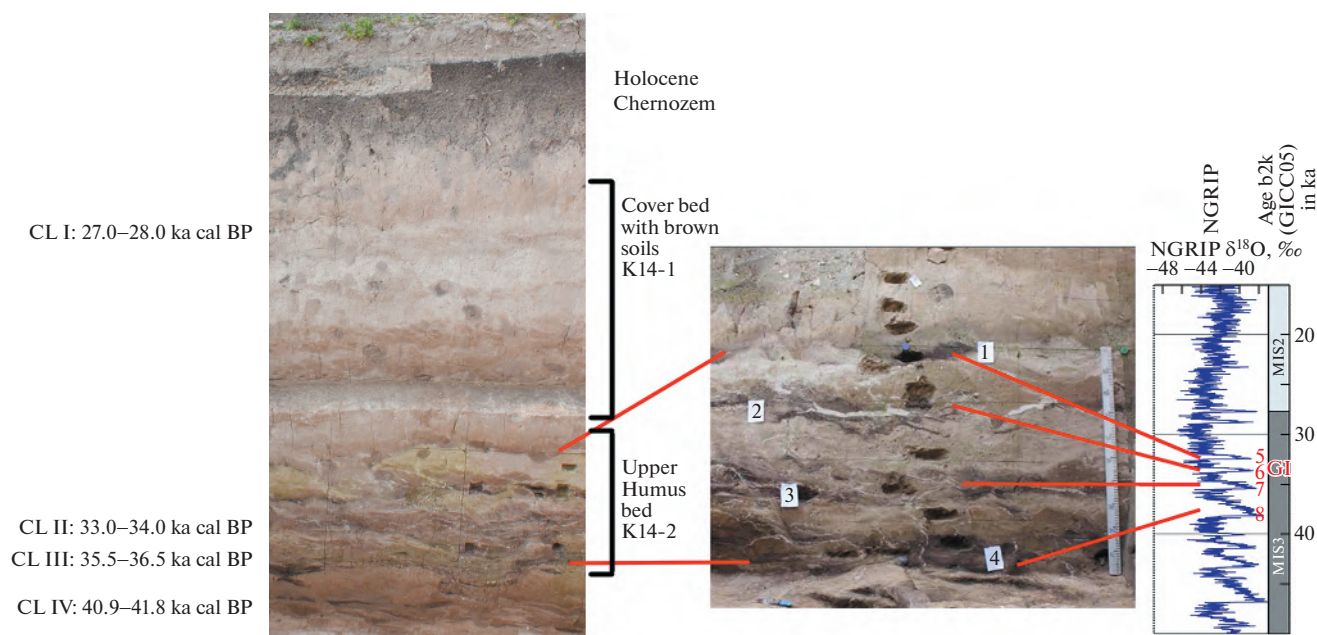 Holocene
Chernozem
CL I: 27.0–28.0 ka cal BP
Cover bed
with brown
soils
K14-1
Upper
Humus
bed
K14-2
CL II: 33.0–34.0 ka cal BP
CL III: 35.5–36.5 ka cal BP
CL IV: 40.9–41.8 ka cal BP
1
2
3
4
NGRIP
Age b2k
(GICC05)
in ka
NGRIP δ¹⁸O, ‰
–48 –44 –40
20
30
40
MIS2
MIS3
5
6
GI
7
8